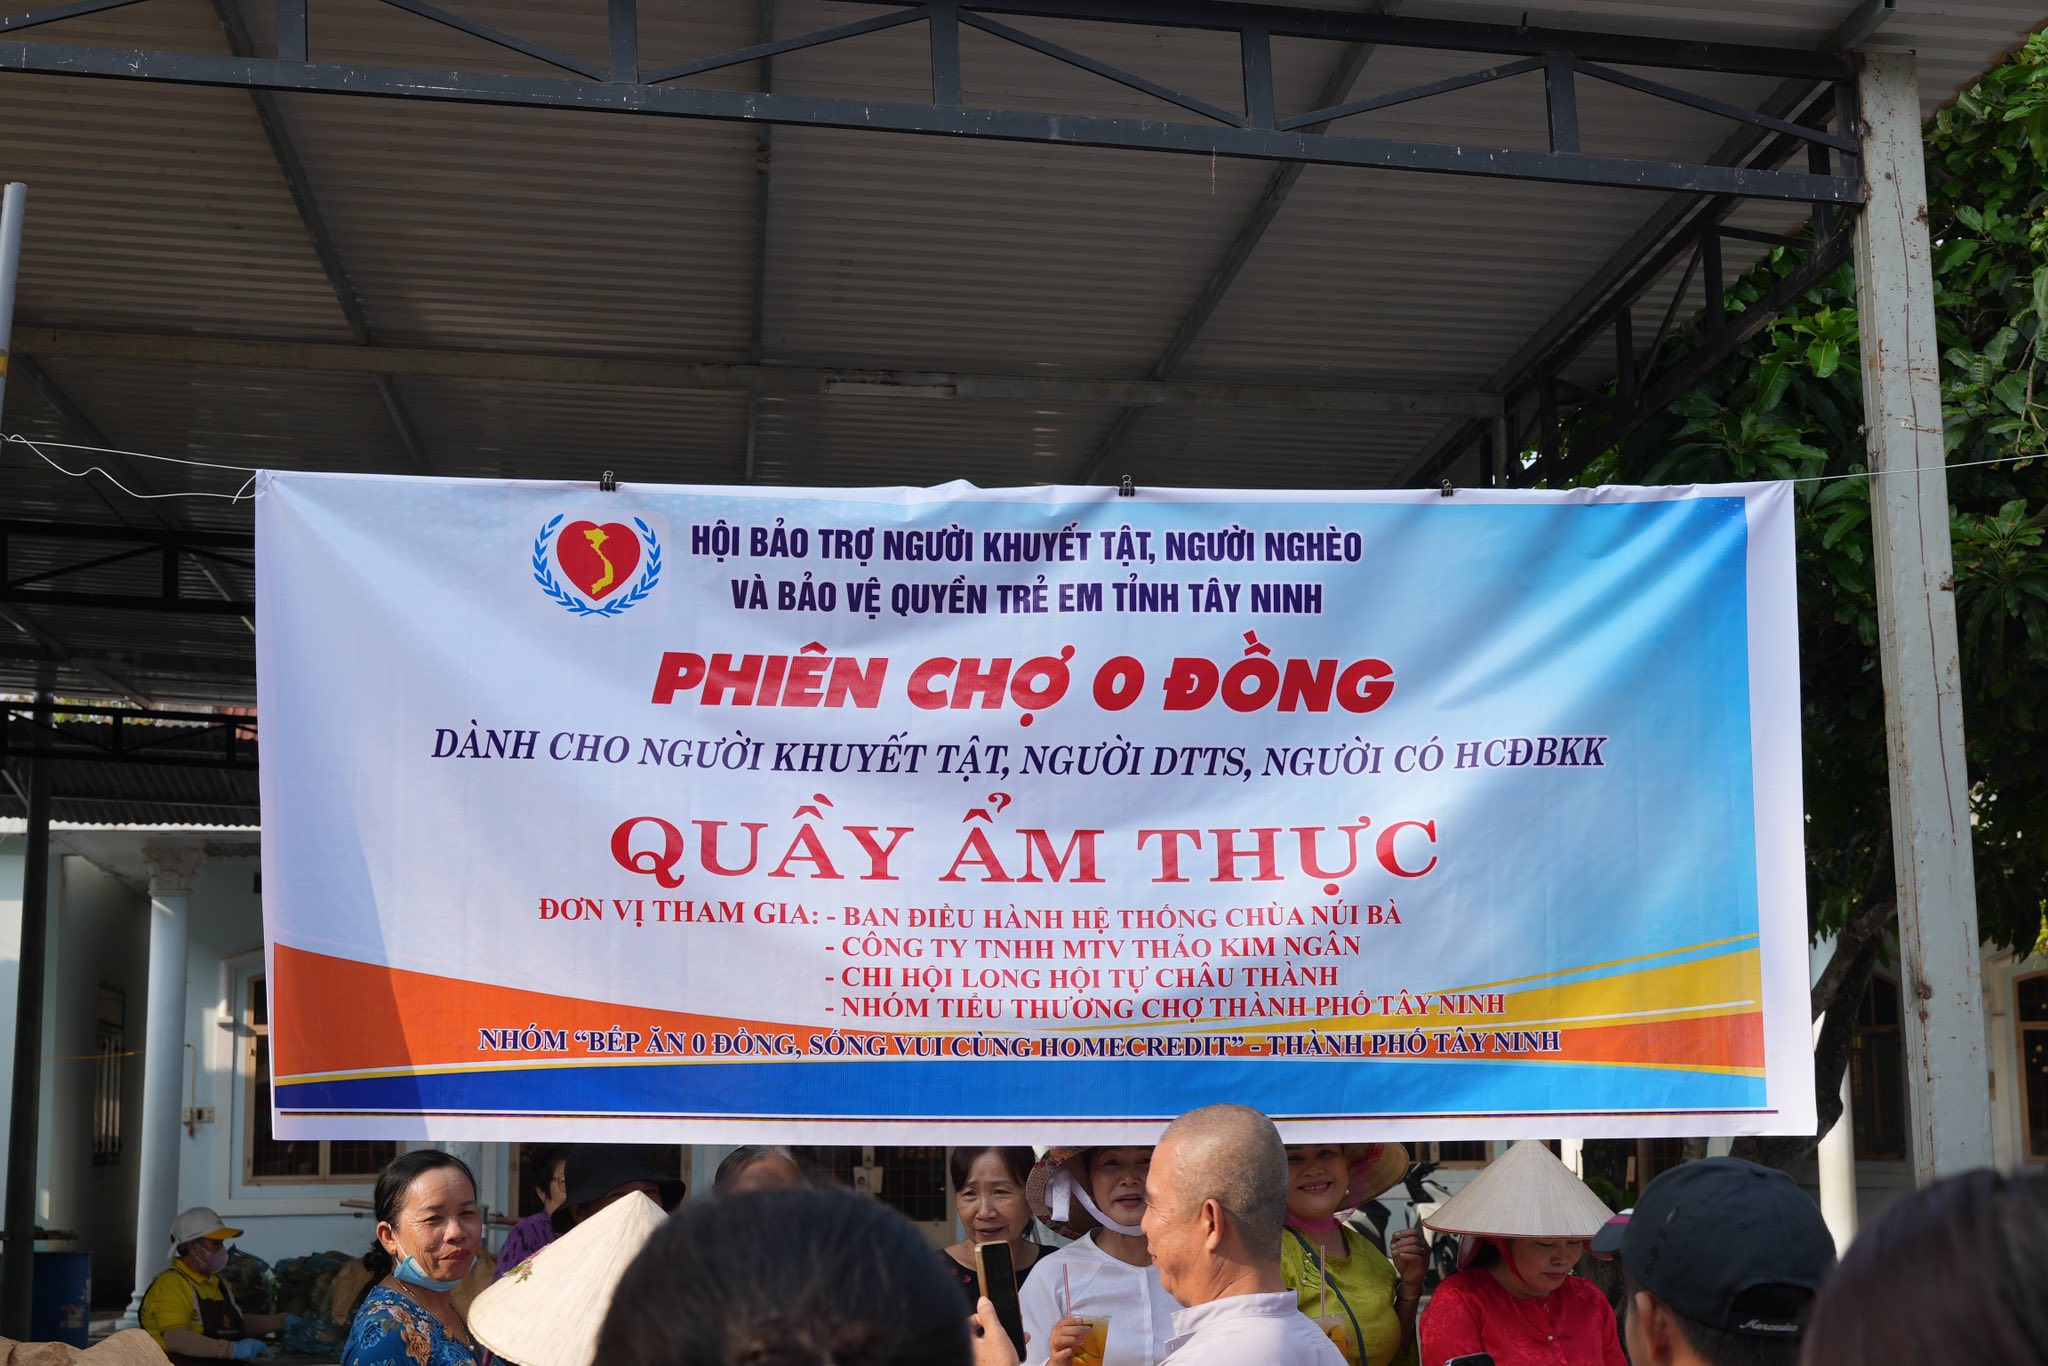 HỘI BẢO TRỢ NGƯỜI KHUYẾT TẬT, NGƯỜI NGHÈO
VÀ BẢO VỆ QUYỀN TRẺ EM TỈNH TÂY NINH
PHIÊN CHỢ 0 ĐỒNG
DÀNH CHO NGƯỜI KHUYẾT TẬT, NGƯỜI DTTS, NGƯỜI CÓ HCĐBKK
QUẦY ẨM THỰC
ĐƠN VỊ THAM GIA: - BAN ĐIỀU HÀNH HỆ THỐNG CHÙA NÚI BÀ
- CÔNG TY TNHH MTV THẢO KIM NGÂN
- CHI HỘI LONG HỘI TỰ CHÂU THÀNH
- NHÓM TIỂU THƯƠNG CHỢ THÀNH PHỐ TÂY NINH
NHÓM "BẾP ĂN 0 ĐỒNG, SỐNG VUI CÙNG HOMECREDIT" - THÀNH PHỐ TÂY NINH
Mercedes